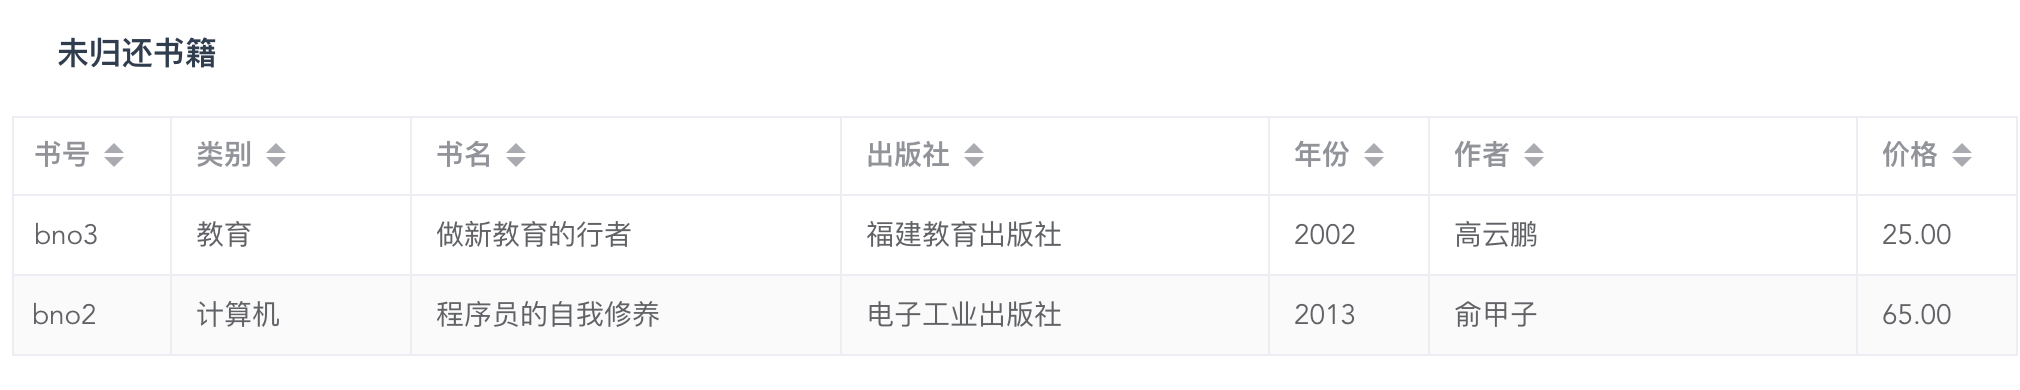 未归还书籍
书号 类别 书名 出版社 年份 作者 价格
bno3 教育 做新教育的行者 福建教育出版社 2002 高云鹏 25.00
bno2 计算机 程序员的自我修养 电子工业出版社 2013 俞甲子 65.00